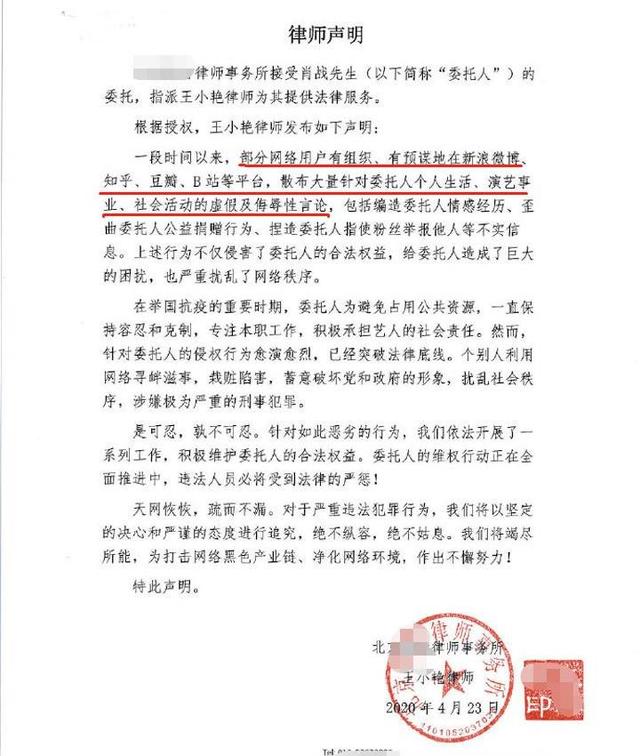 律师声明
律师事务所接受肖战先生（以下简称“委托人”）的
委托，指派王小艳律师为其提供法律服务。
根据授权，王小艳律师发布如下声明：
一段时间以来，部分网络用户有组织、有预谋地在新浪微博、
知乎、豆瓣、B站等平台，散布大量针对委托人个人生活、演艺事
业、社会活动的虚假及侮辱性言论，包括编造委托人情感经历、歪
曲委托人公益捐赠行为、捏造委托人指使粉丝举报他人等不实信
息。上述行为不仅侵害了委托人的合法权益，给委托人造成了巨大
的困扰，也严重扰乱了网络秩序。
在举国抗疫的重要时期，委托人为避免占用公共资源，一直保
持容忍和克制，专注本职工作，积极承担艺人的社会责任。然而，
针对委托人的侵权行为愈演愈烈，已经突破法律底线。个别人利用
网络寻衅滋事，栽赃陷害，蓄意破坏党和政府的形象，扰乱社会秩
序，涉嫌极为严重的刑事犯罪。
是可忍，孰不可忍。针对如此恶劣的行为，我们依法开展了一
系列工作，积极维护委托人的合法权益。委托人的维权行动正在全
面推进中，违法人员必将受到法律的严惩！
天网恢恢，疏而不漏。对于严重违法犯罪行为，我们将以坚定
的决心和严谨的态度进行追究，绝不纵容，绝不姑息。我们将竭尽
所能，为打击网络黑色产业链、净化网络环境，作出不懈努力！
特此声明。
北京
律师事务所
王小艳律师
2020年4月23日
律师事务所